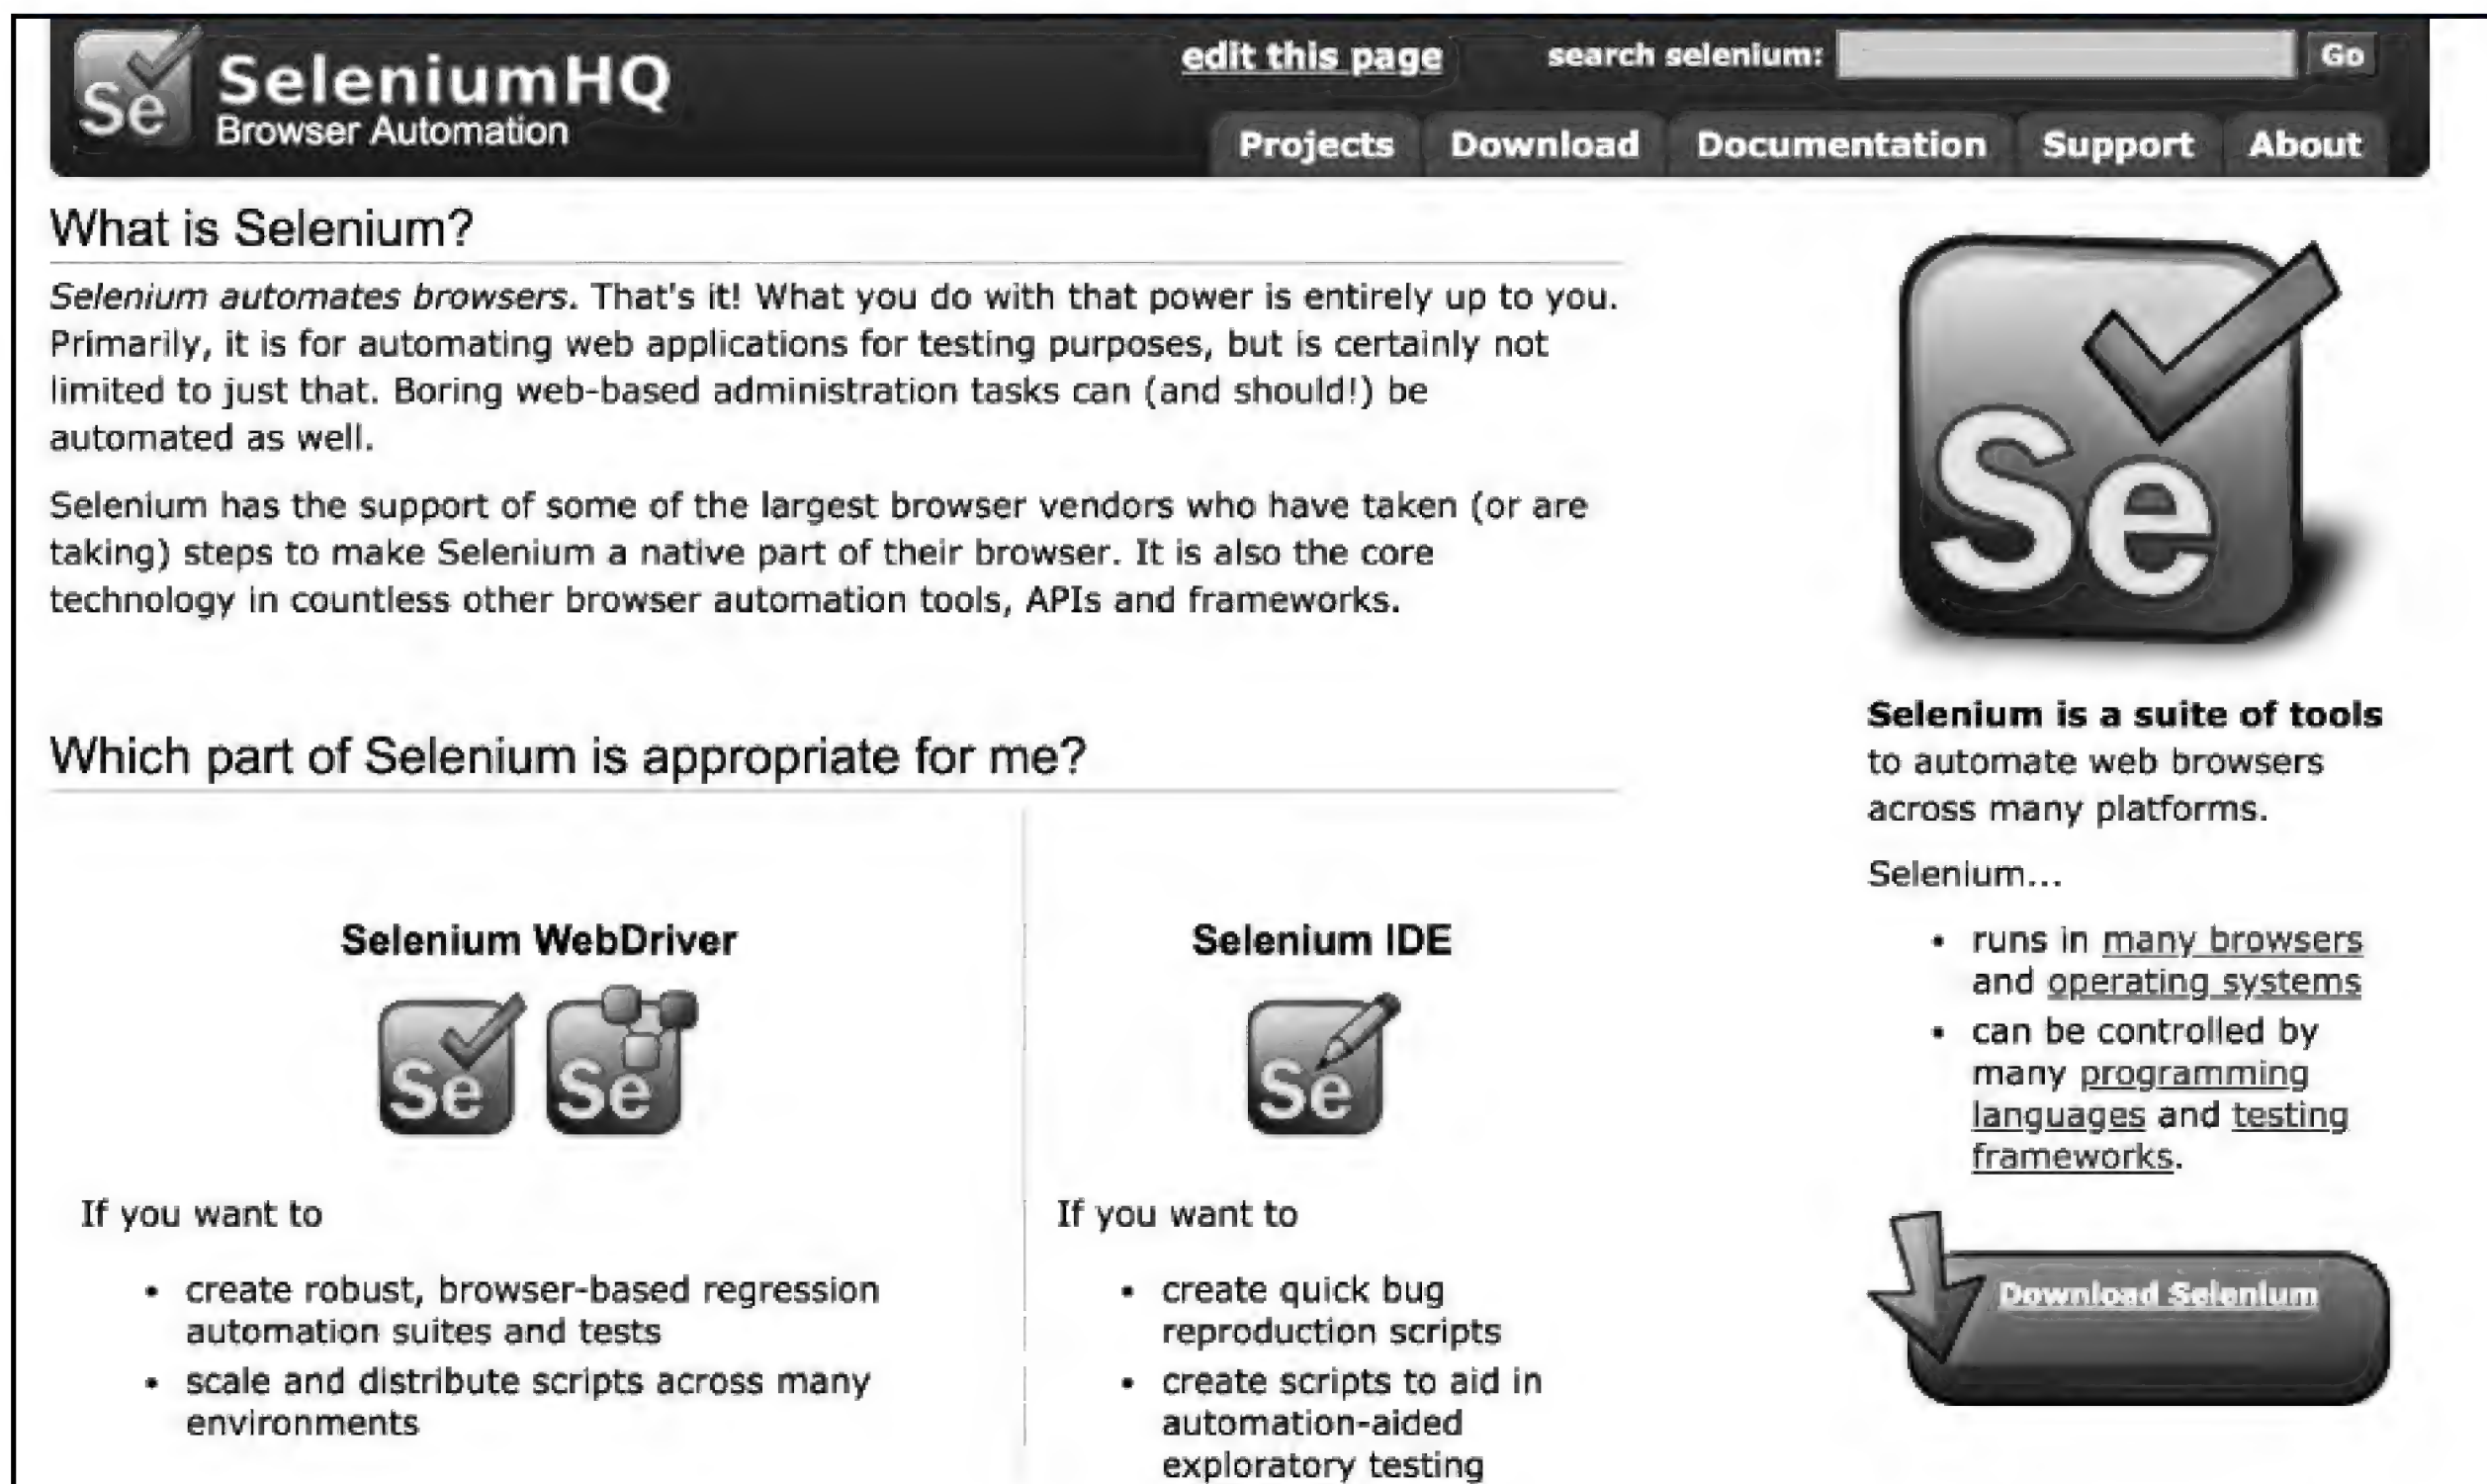 Se
SeleniumHQ
Browser Automation
edit this page
search selenium:
Go
Projects
Download
Documentation
Support
About
What is Selenium?
Selenium automates browsers. That's it! What you do with that power is entirely up to you.
Primarily, it is for automating web applications for testing purposes, but is certainly not
limited to just that. Boring web-based administration tasks can (and should!) be
automated as well.
Selenium has the support of some of the largest browser vendors who have taken (or are
taking) steps to make Selenium a native part of their browser. It is also the core
technology in countless other browser automation tools, APIs and frameworks.
Which part of Selenium is appropriate for me?
Selenium WebDriver
Se
Se
If you want to
• create robust, browser-based regression
automation suites and tests
• scale and distribute scripts across many
environments
Selenium IDE
Se
If you want to
• create quick bug
reproduction scripts
• create scripts to aid in
automation-aided
exploratory testing
Se
Selenium is a suite of tools
to automate web browsers
across many platforms.
Selenium...
• runs in many browsers
and operating systems
• can be controlled by
many programming
languages and testing
frameworks.
Download Selenium